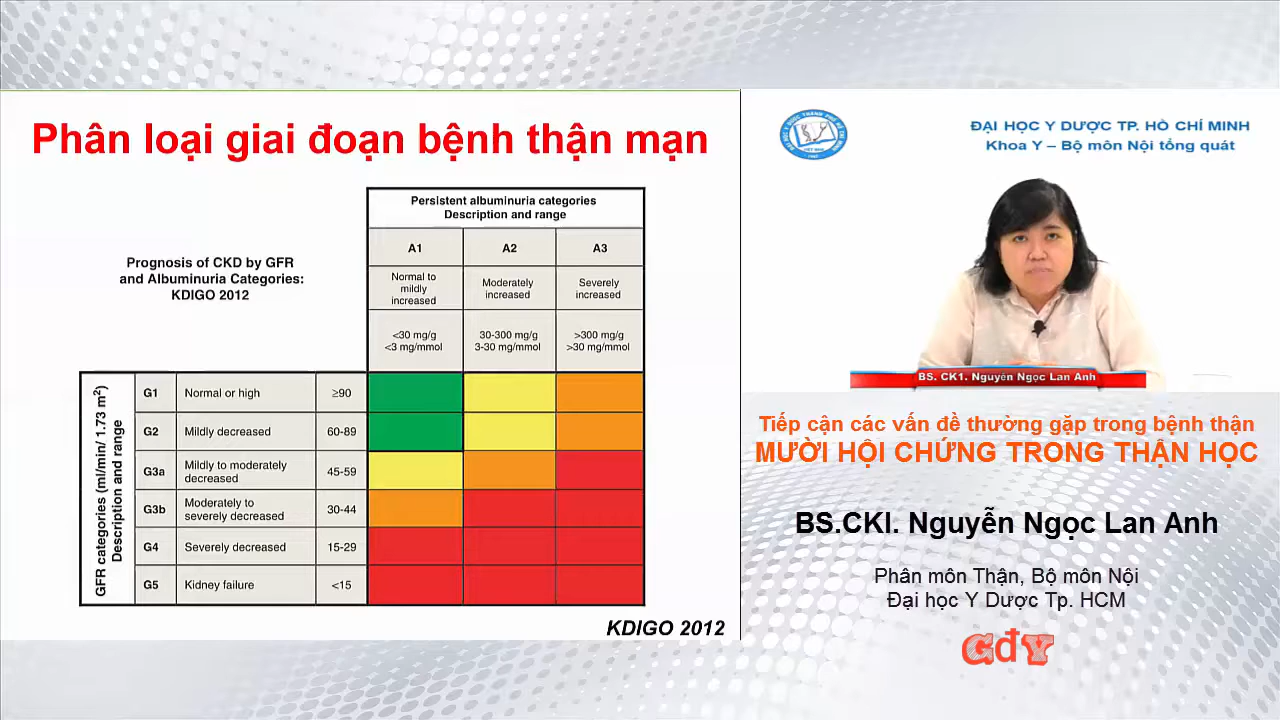 Phân loại giai đoạn bệnh thận mạn
Prognosis of CKD by GFR
and Albuminuria Categories:
KDIGO 2012
Persistent albuminuria categories
Description and range
A1
A2
A3
Normal to
mildly
increased
Moderately
increased
Severely
increased
<30 mg/g
<3 mg/mmol
30-300 mg/g
3-30 mg/mmol
>300 mg/g
>30 mg/mmol
GFR categories (ml/min/ 1.73 m²)
Description and range
G1 Normal or high ≥90
G2 Mildly decreased 60-89
G3a Mildly to moderately
decreased 45-59
G3b Moderately to
severely decreased 30-44
G4 Severely decreased 15-29
G5 Kidney failure <15
KDIGO 2012
ĐẠI HỌC Y DƯỢC TP. HỒ CHÍ MINH
Khoa Y – Bộ môn Nội tổng quát
BS. CK1. Nguyễn Ngọc Lan Anh
Tiếp cận các vấn đề thường gặp trong bệnh thận
MƯỜI HỘI CHỨNG TRONG THẬN HỌC
BS.CKI. Nguyễn Ngọc Lan Anh
Phân môn Thận, Bộ môn Nội
Đại học Y Dược Tp. HCM
GđY